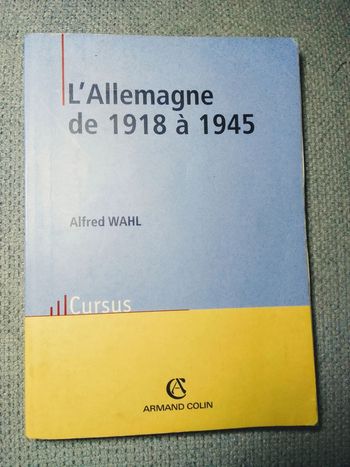 L'Allemagne
de 1918 à 1945
Alfred WAHL
Cursus
ARMAND COLIN